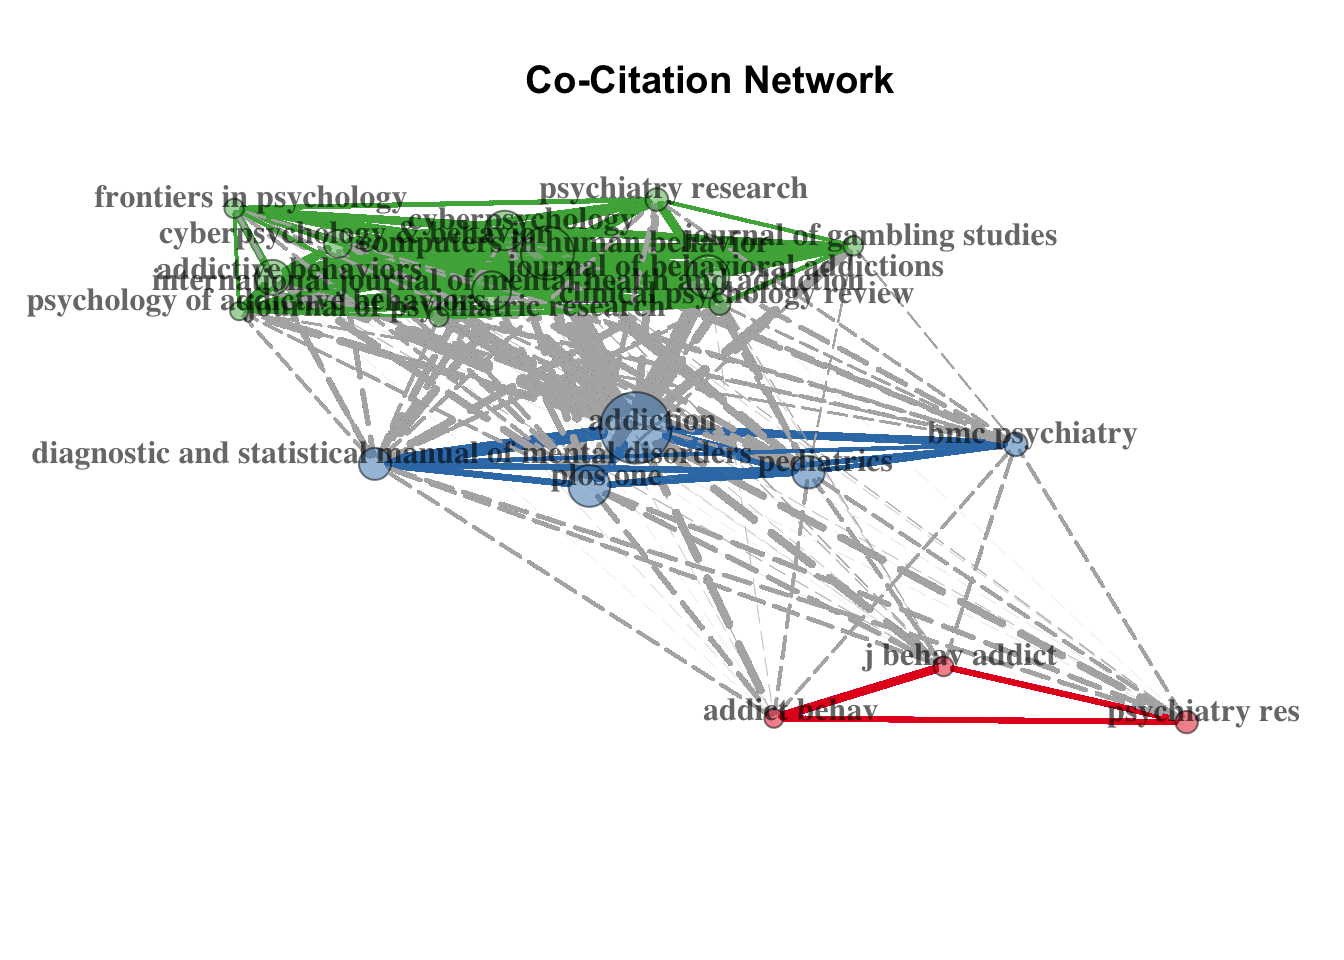 Co-Citation Network
frontiers in psychology
psychiatry research
cyberpsychology
cyberpsychology & behavior
computers in human behavior
journal of gambling studies
addictive behaviors
journal of behavioral addictions
international journal of mental health and addiction
psychology of addictive behaviors
clinical psychology review
journal of psychiatric research
addiction
bmc psychiatry
diagnostic and statistical manual of mental disorders
pediatrics
plos one
j behav addict
addict behav
psychiatry res